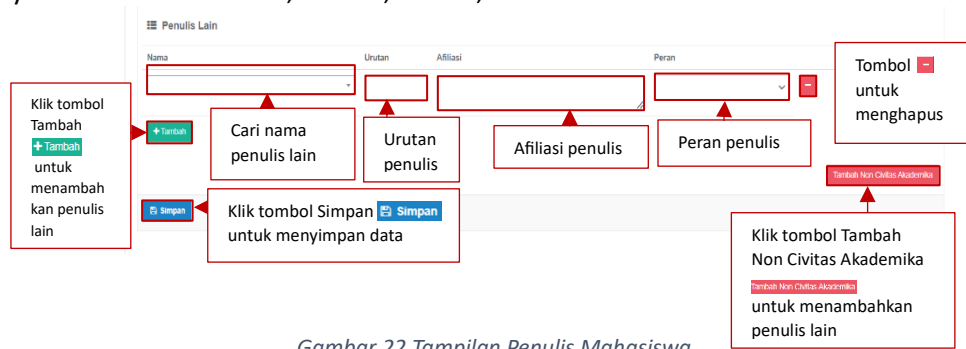 Penulis Lain
Nama Urutan Afiliasi Peran
Tombol -
untuk
menghapus
Klik tombol
Tambah
+ Tambah
untuk
menambah
kan penulis
lain
+ Tambah
Cari nama
penulis lain
Urutan
penulis
Afiliasi penulis
Peran penulis
Tambah Non Civitas Akademika
Simpan
Klik tombol Simpan Simpan
untuk menyimpan data
Klik tombol Tambah
Non Civitas Akademika
Tambah Non Civitas Akademika
untuk menambahkan
penulis lain
Gambar 22 Tampilan Penulis Mahasiswa